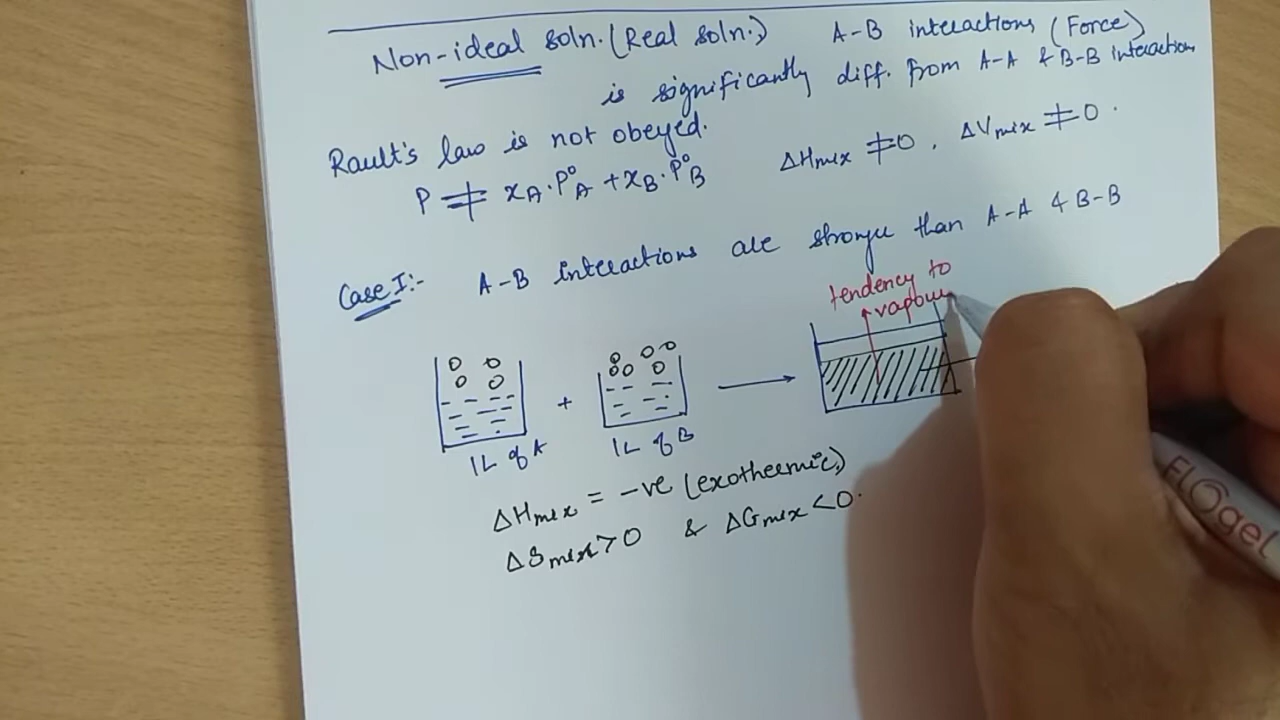 Non-ideal soln. (Real soln.) A-B interactions (Force)
is significantly diff. from A-A & B-B interaction
Rault's law is not obeyed.
P ≠ xA·P°A + xB·P°B ΔHmix ≠ 0, ΔVmix ≠ 0.
Case I:- A-B interactions are stronger than A-A & B-B
tendency to
vapour
+
1L of A
1L of B
ΔHmix = -ve (exothermic)
ΔSmix > 0 & ΔGmix < 0.
FLOgel